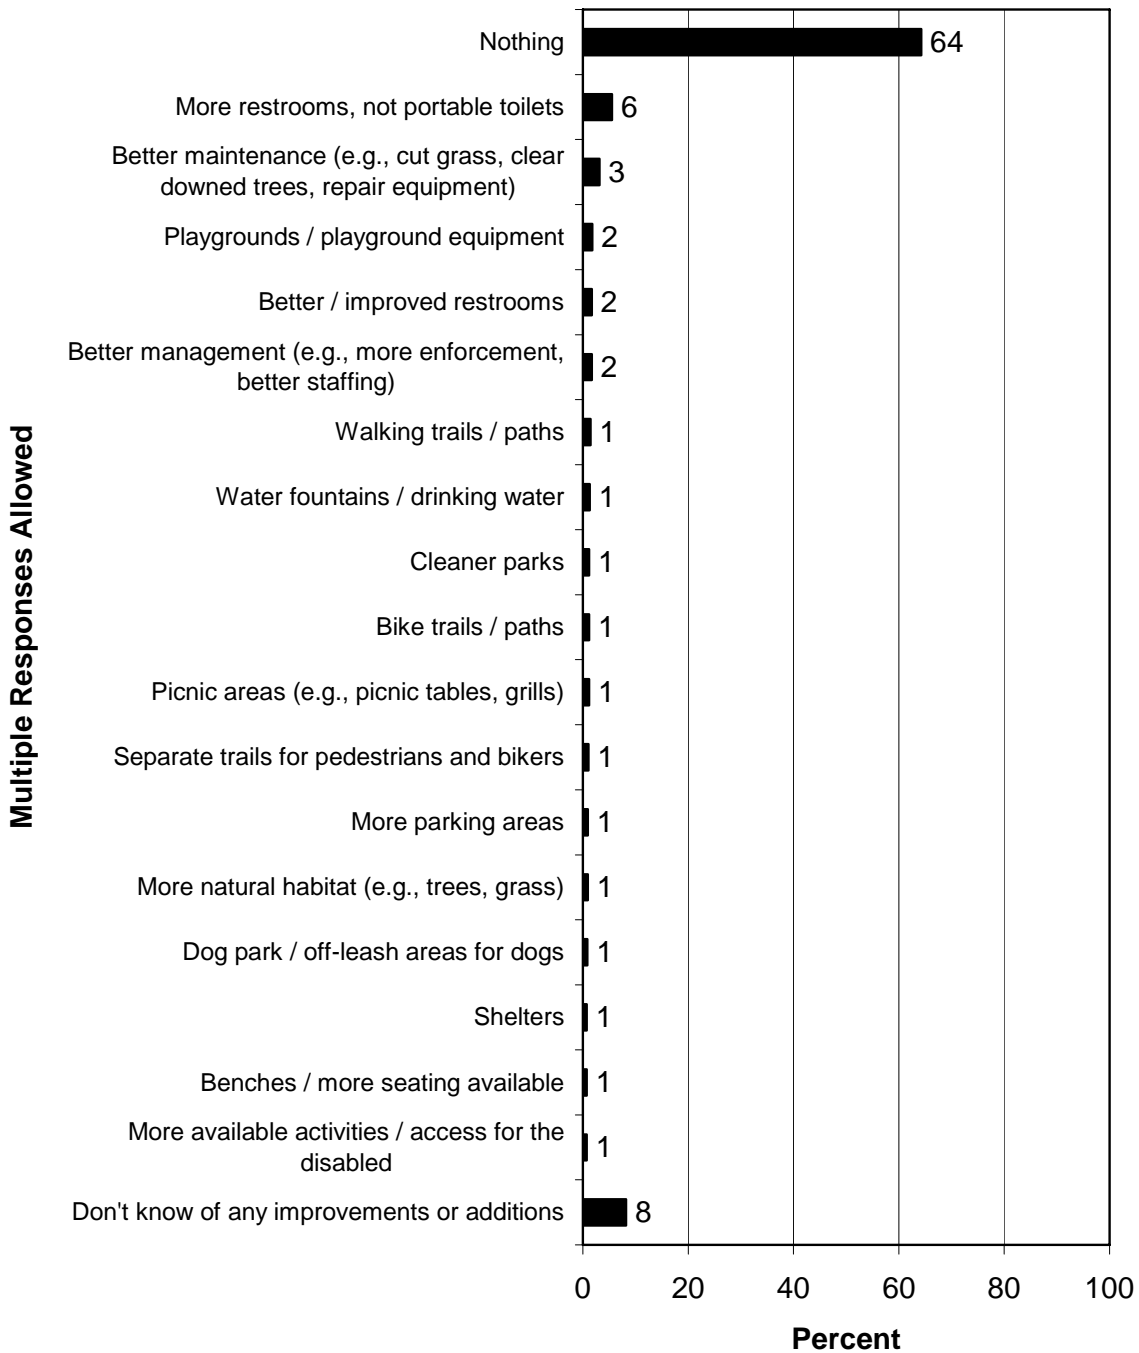 Nothing 64
More restrooms, not portable toilets 6
Better maintenance (e.g., cut grass, clear
downed trees, repair equipment) 3
Playgrounds / playground equipment 2
Better / improved restrooms 2
Better management (e.g., more enforcement,
better staffing) 2
Walking trails / paths 1
Water fountains / drinking water 1
Cleaner parks 1
Bike trails / paths 1
Picnic areas (e.g., picnic tables, grills) 1
Separate trails for pedestrians and bikers 1
More parking areas 1
More natural habitat (e.g., trees, grass) 1
Dog park / off-leash areas for dogs 1
Shelters 1
Benches / more seating available 1
More available activities / access for the
disabled 1
Don't know of any improvements or additions 8
Multiple Responses Allowed
0 20 40 60 80 100
Percent